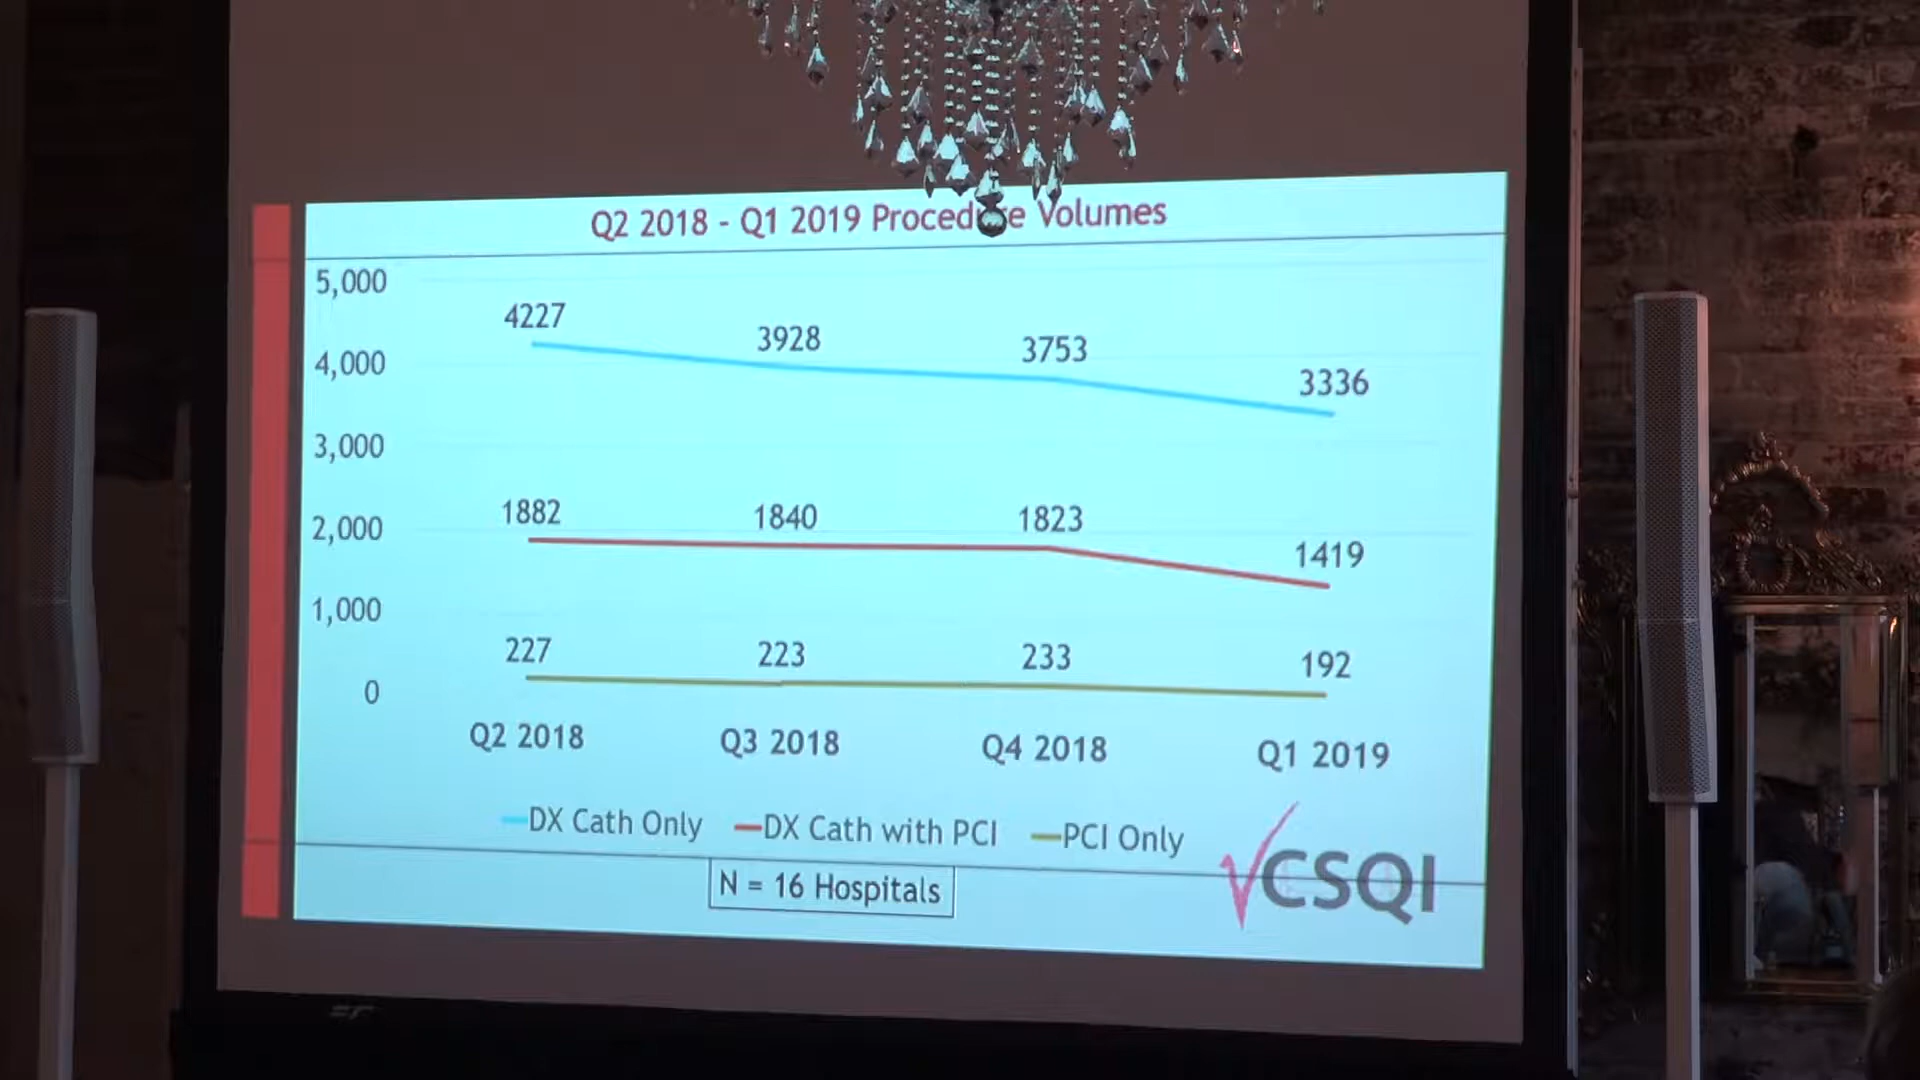 Q2 2018 - Q1 2019 Procedure Volumes
5,000
4,000
3,000
2,000
1,000
0
4227 3928 3753 3336
1882 1840 1823 1419
227 223 233 192
Q2 2018 Q3 2018 Q4 2018 Q1 2019
DX Cath Only DX Cath with PCI PCI Only
N = 16 Hospitals
CSQI